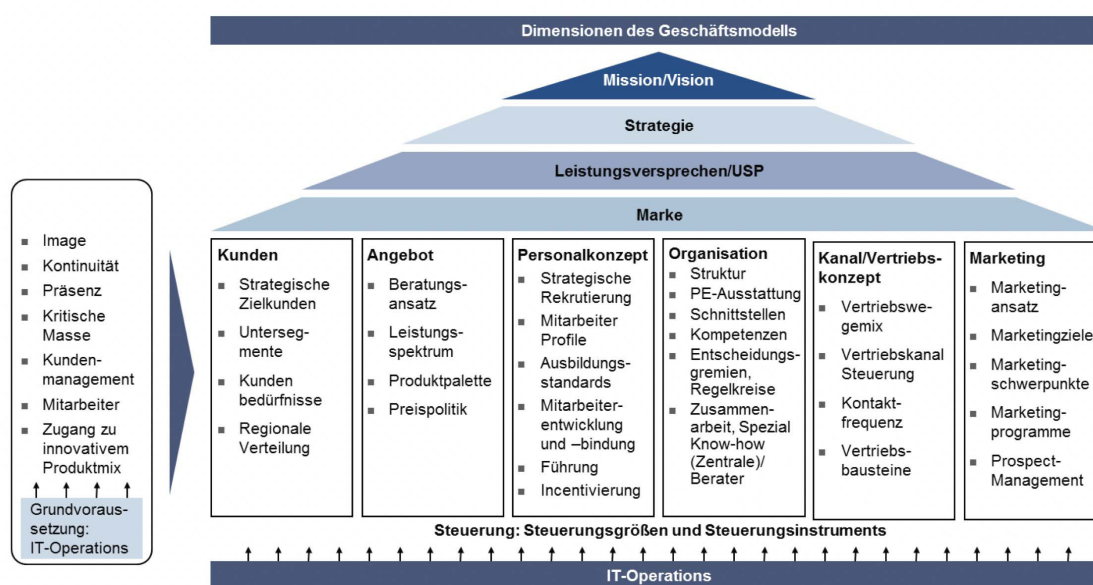 Dimensionen des Geschäftsmodells
Mission/Vision
Strategie
Leistungsversprechen/USP
Marke
Image
Kontinuität
Präsenz
Kritische
Masse
Kunden-
management
Mitarbeiter
Zugang zu
innovativem
Produktmix
Grundvoraus-
setzung:
IT-Operations
Kunden
Strategische
Zielkunden
Unterseg-
mente
Kunden
bedürfnisse
Regionale
Verteilung
Angebot
Beratungs-
ansatz
Leistungs-
spektrum
Produktpalette
Preispolitik
Personalkonzept
Strategische
Rekrutierung
Mitarbeiter
Profile
Ausbildungs-
standards
Mitarbeiter-
entwicklung
und –bindung
Führung
Incentivierung
Organisation
Struktur
PE-Ausstattung
Schnittstellen
Kompetenzen
Entscheidungs-
gremien,
Regelkreise
Zusammen-
arbeit, Spezial
Know-how
(Zentrale)/
Berater
Kanal/Vertriebs-
konzept
Vertriebswe-
gemix
Vertriebskanal
Steuerung
Kontakt-
frequenz
Vertriebs-
bausteine
Marketing
Marketing-
ansatz
Marketingziele
Marketing-
schwerpunkte
Marketing-
programme
Prospect-
Management
Steuerung: Steuerungsgrößen und Steuerungsinstruments
IT-Operations